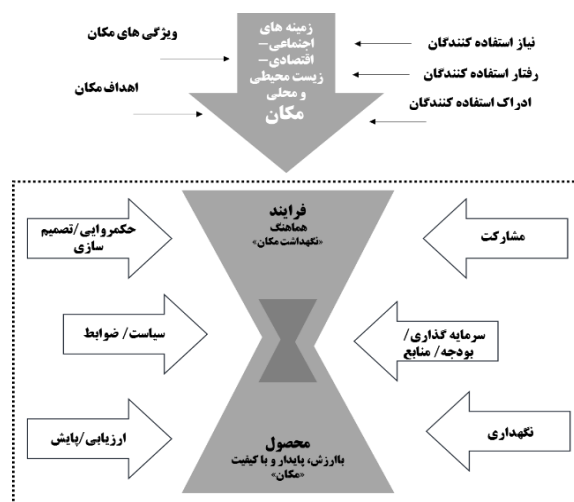 زمینه های
اجتماعی–
اقتصادی–
زیست محیطی
و محلی
مکان
نیاز استفاده کنندگان
رفتار استفاده کنندگان
ادراک استفاده کنندگان
ویژگی های مکان
اهداف مکان
فرایند
هماهنگ
«نگهداشت مکان»
مشارکت
سرمایه گذاری/
بودجه/ منابع
نگهداری
حکمروایی/تصمیم
سازی
سیاست/ ضوابط
ارزیابی/پایش
محصول
باارزش، پایدار و با کیفیت
«مکان»